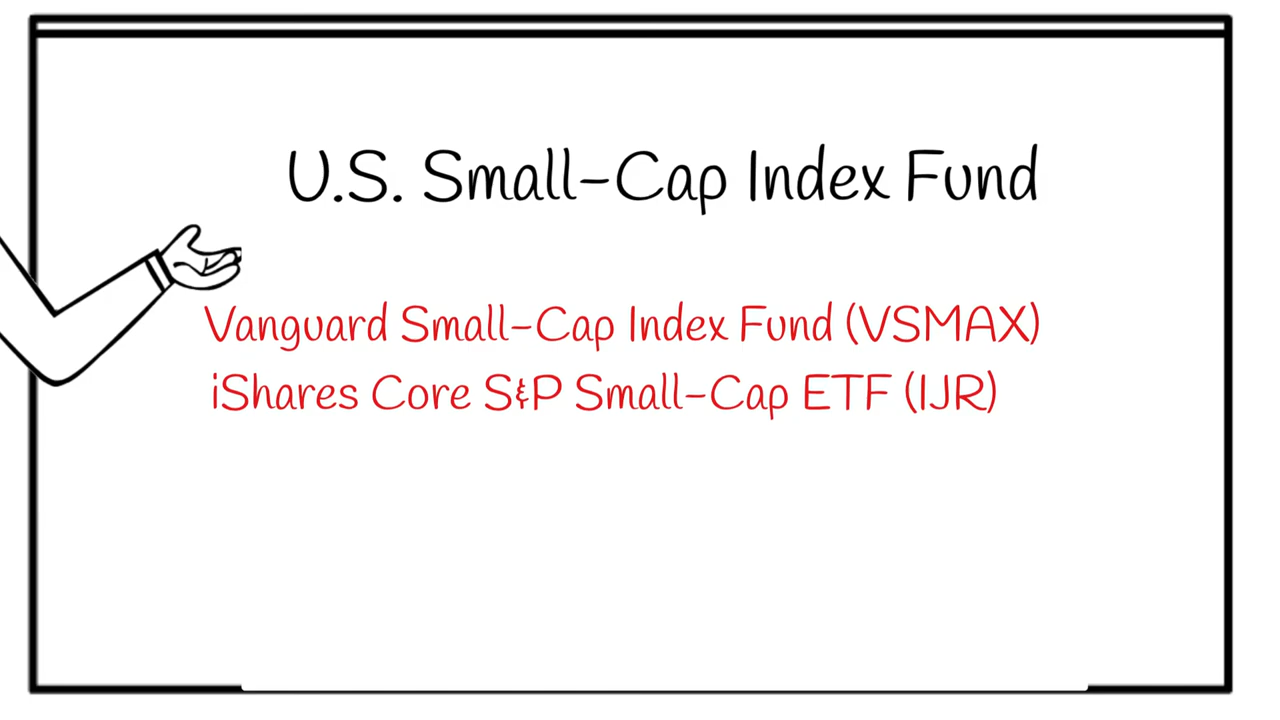 U.S. Small-Cap Index Fund
Vanguard Small-Cap Index Fund (VSMAX)
iShares Core S&P Small-Cap ETF (IJR)